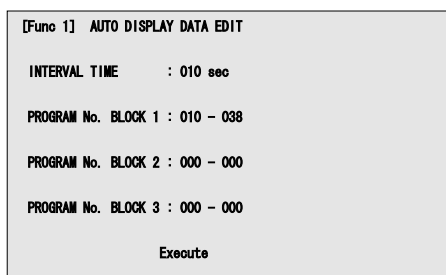 [Func 1] AUTO DISPLAY DATA EDIT
INTERVAL TIME : 010 sec
PROGRAM No. BLOCK 1 : 010 - 038
PROGRAM No. BLOCK 2 : 000 - 000
PROGRAM No. BLOCK 3 : 000 - 000
Execute